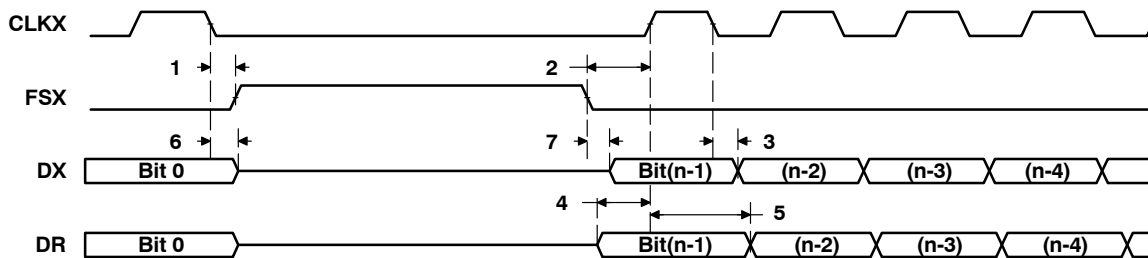 CLKX
1 2
FSX
6 7 3
DX Bit 0 Bit(n-1) (n-2) (n-3) (n-4)
4 5
DR Bit 0 Bit(n-1) (n-2) (n-3) (n-4)